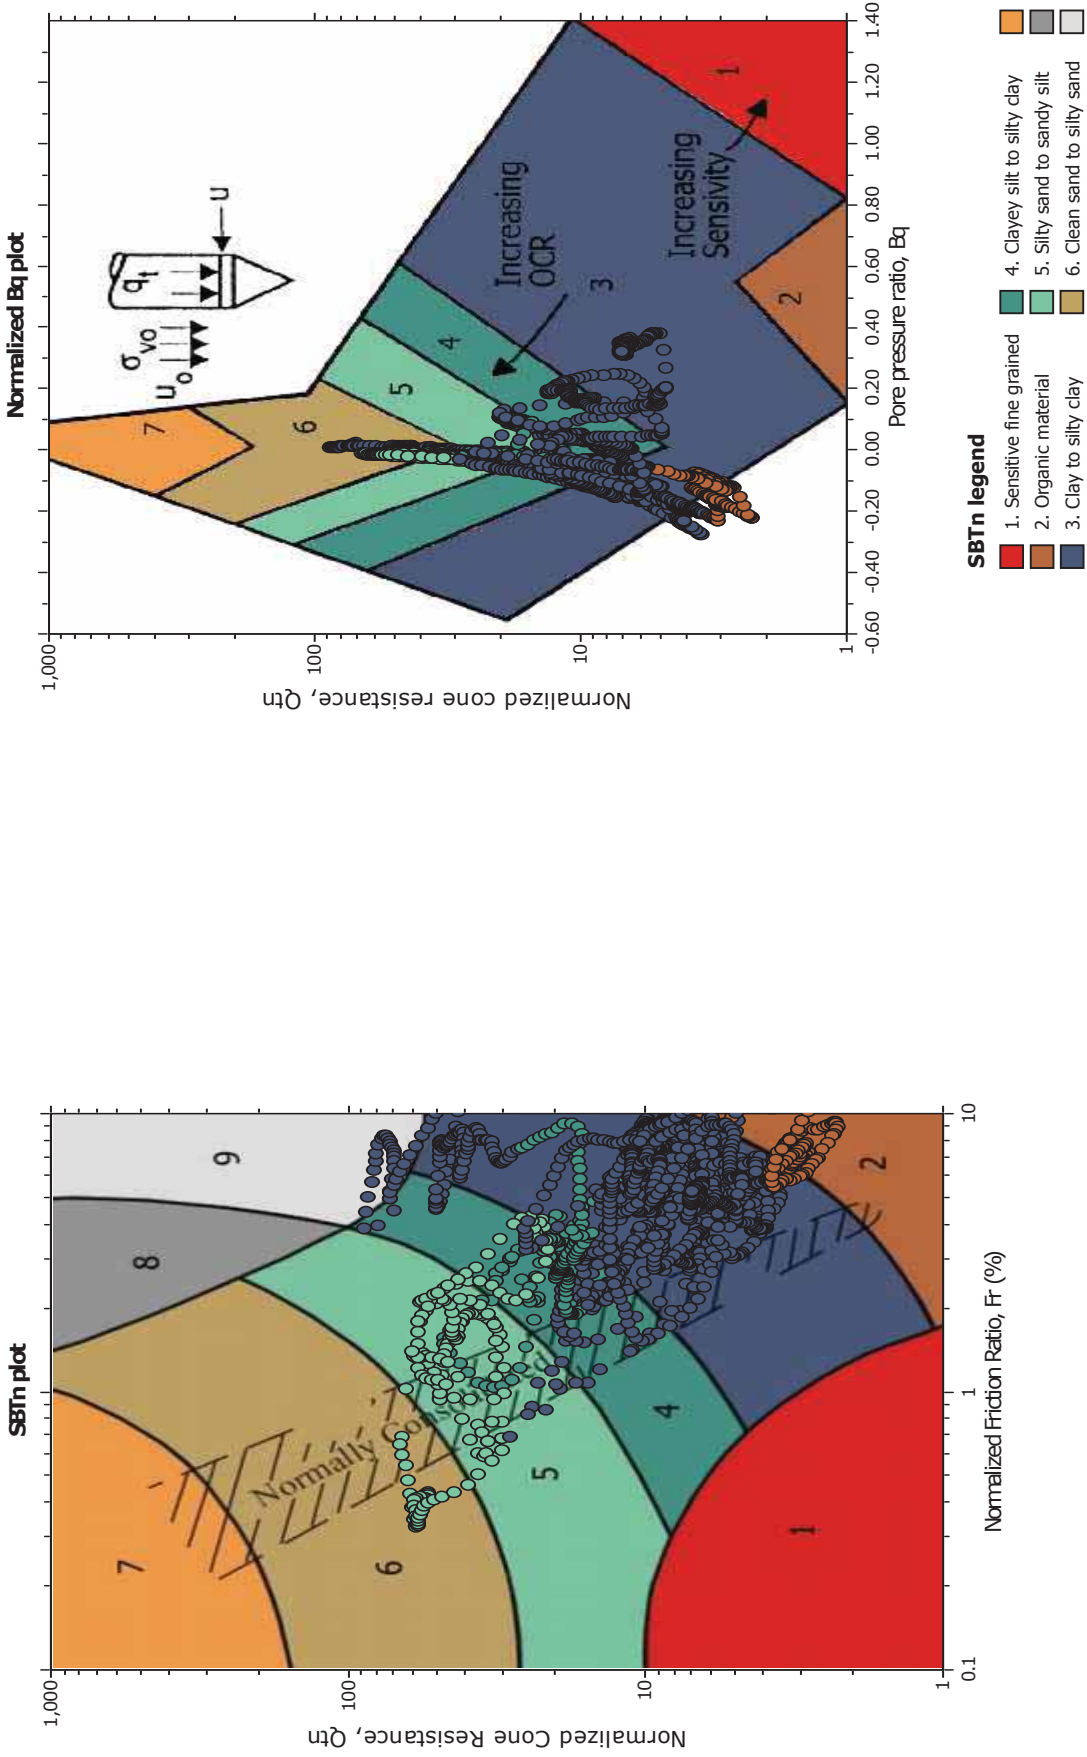 SBTn plot
1,000
100
10
1
0.1
1
10
Normalized Cone Resistance, Qtn
Normalized Friction Ratio, Fr (%)
7
6
5
4
1
8
9
2
Normally Consolidated
Normalized Bq plot
1,000
100
10
1
-0.60
-0.40
-0.20
0.00
0.20
0.40
0.60
0.80
1.00
1.20
1.40
Normalized cone resistance, Qtn
Pore pressure ratio, Bq
7
6
5
4
3
2
1
uo
σvo
qt
u
Increasing
OCR
Increasing
Sensivity
SBTn legend
1. Sensitive fine grained
2. Organic material
3. Clay to silty clay
4. Clayey silt to silty clay
5. Silty sand to sandy silt
6. Clean sand to silty sand